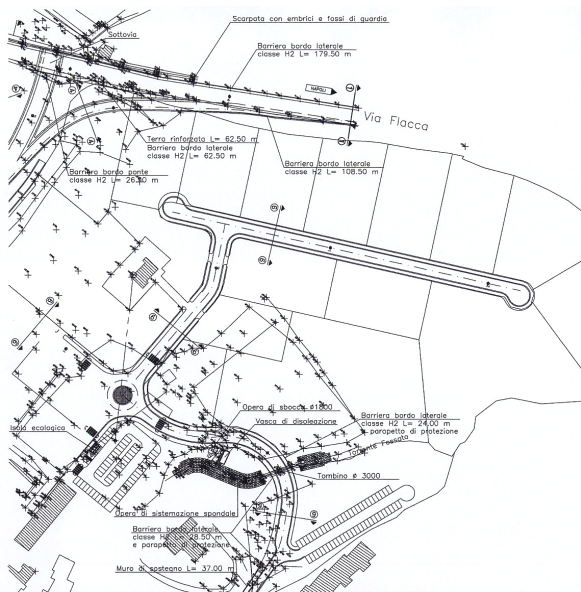 Scarpata con embrici e fossi di guardia
Sottovia
Barriera bordo laterale
classe H2 L= 179.50 m
NAPOLI
Via Flacca
Terra rinforzata L= 62.50 m
Barriera bordo laterale
classe H2 L= 62.50 m
Barriera bordo laterale
classe H2 L= 108.50 m
Barriera bordo ponte
classe H2 L= 26.10 m
Opera di sbocco ø1800
Vasca di disoleazione
Barriera bordo laterale
classe H2 L= 24.00 m
e parapetto di protezione
Isola ecologica
Torrente Fossato
Tombino ø 3000
Opera di sistemazione spondale
Barriera bordo laterale
classe H2 L= 28.50 m
e parapetto di protezione
Muro di sostegno L= 37.00 m